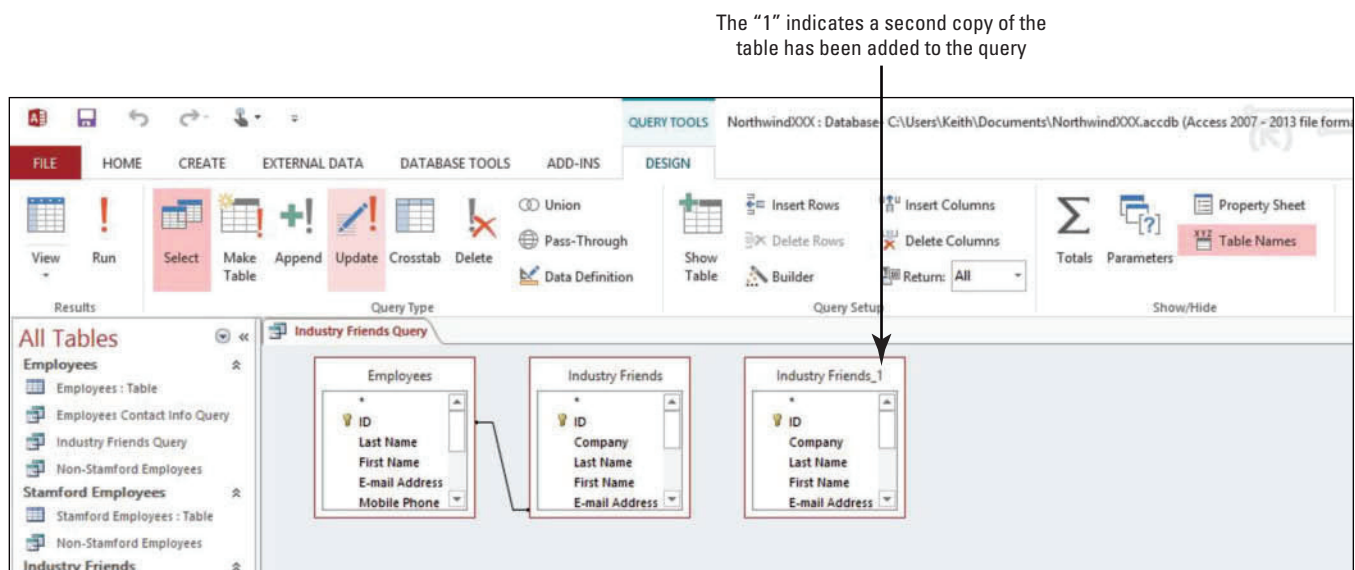 The “1” indicates a second copy of the
table has been added to the query
QUERY TOOLS NorthwindXXX : Database- C:\Users\Keith\Documents\NorthwindXXX.accdb (Access 2007 - 2013 file forma
FILE HOME CREATE EXTERNAL DATA DATABASE TOOLS ADD-INS DESIGN
View
Run
Select
Make
Table
Append
Update
Crosstab
Delete
Union
Pass-Through
Data Definition
Show
Table
Insert Rows
Delete Rows
Builder
Insert Columns
Delete Columns
Return: All
Totals
Parameters
Property Sheet
Table Names
Results
Query Type
Query Setup
Show/Hide
All Tables
Employees
Employees : Table
Employees Contact Info Query
Industry Friends Query
Non-Stamford Employees
Stamford Employees
Stamford Employees : Table
Non-Stamford Employees
Industry Friends
Industry Friends Query
Employees
*
ID
Last Name
First Name
E-mail Address
Mobile Phone
Industry Friends
*
ID
Company
Last Name
First Name
E-mail Address
Industry Friends_1
*
ID
Company
Last Name
First Name
E-mail Address